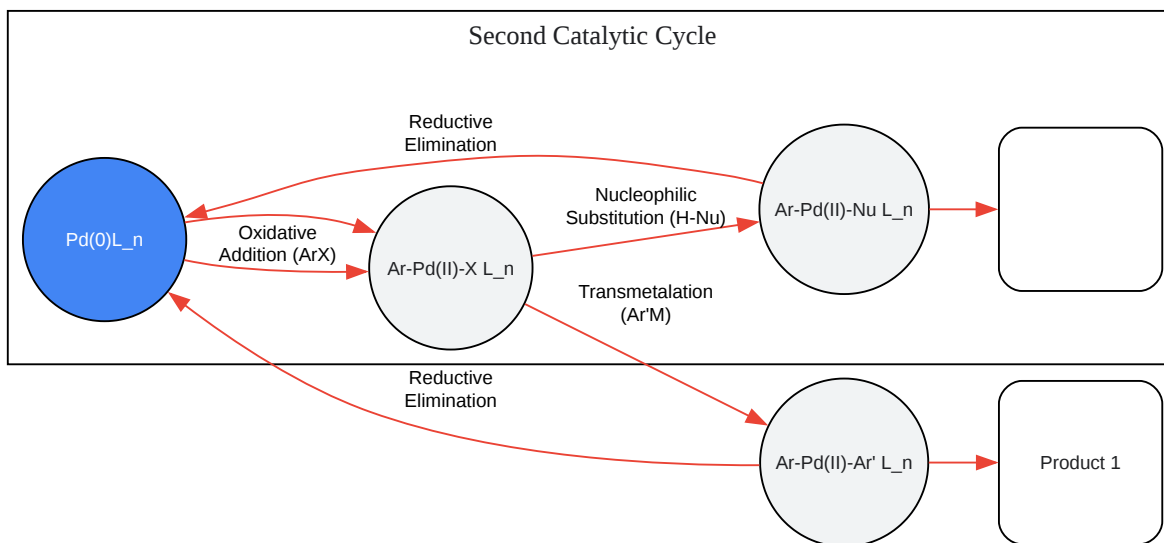 Second Catalytic Cycle
Reductive
Elimination
Pd(0)L_n
Oxidative
Addition (ArX)
Ar-Pd(II)-X L_n
Nucleophilic
Substitution (H-Nu)
Ar-Pd(II)-Nu L_n
Transmetalation
(Ar'M)
Reductive
Elimination
Ar-Pd(II)-Ar' L_n
Product 1